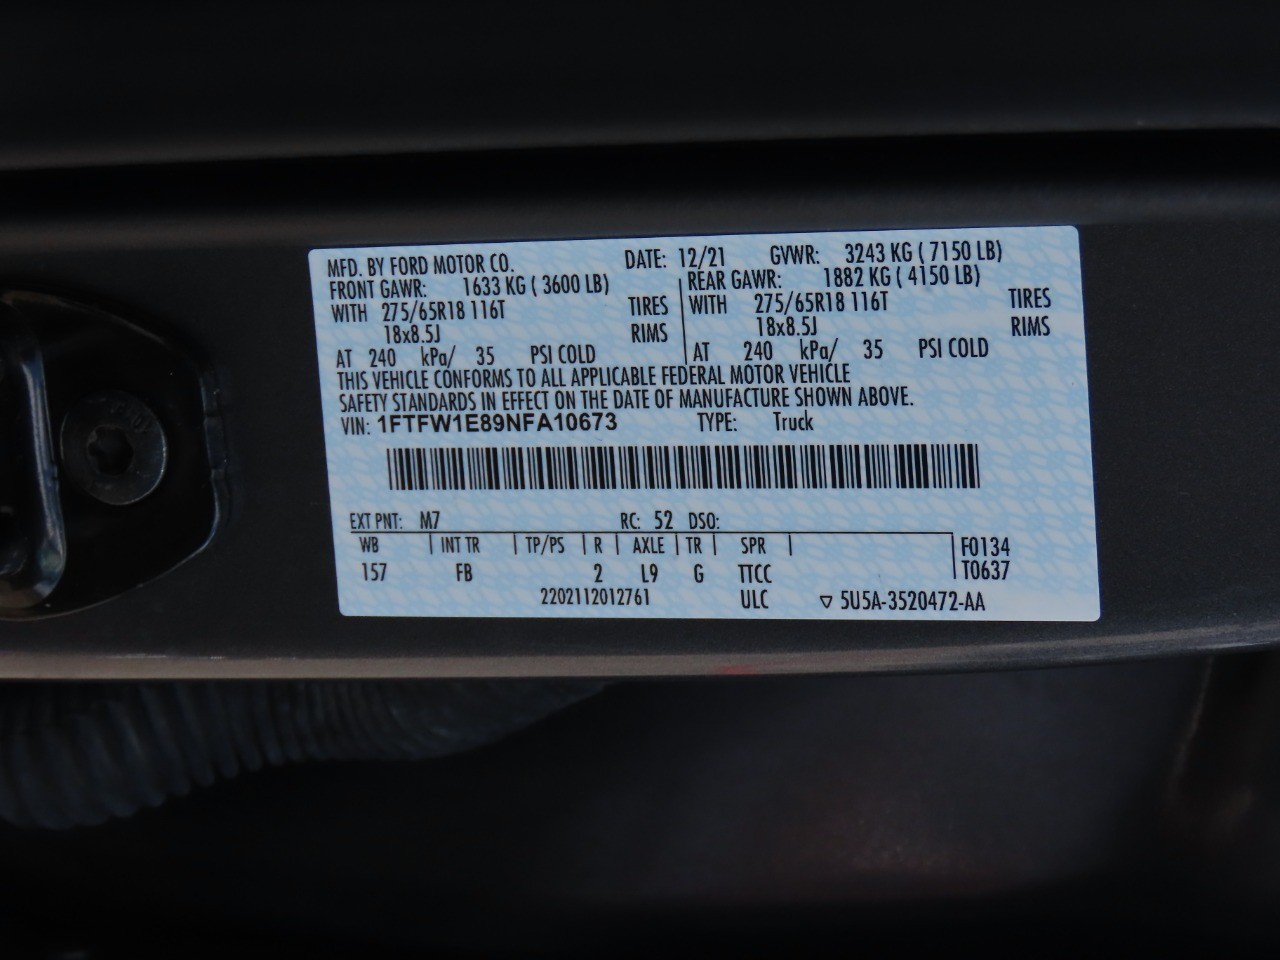 MFD. BY FORD MOTOR CO. DATE: 12/21 GVWR: 3243 KG ( 7150 LB)
FRONT GAWR: 1633 KG ( 3600 LB) REAR GAWR: 1882 KG ( 4150 LB)
WITH 275/65R18 116T TIRES WITH 275/65R18 116T TIRES
18x8.5J RIMS 18x8.5J RIMS
AT 240 kPa/ 35 PSI COLD AT 240 kPa/ 35 PSI COLD
THIS VEHICLE CONFORMS TO ALL APPLICABLE FEDERAL MOTOR VEHICLE
SAFETY STANDARDS IN EFFECT ON THE DATE OF MANUFACTURE SHOWN ABOVE.
VIN: 1FTFW1E89NFA10673 TYPE: Truck
EXT PNT: M7 RC: 52 DSO:
WB INT TR TP/PS R AXLE TR SPR F0134
157 FB 2 L9 G TTCC T0637
2202112012761 ULC ▽ 5U5A-3520472-AA